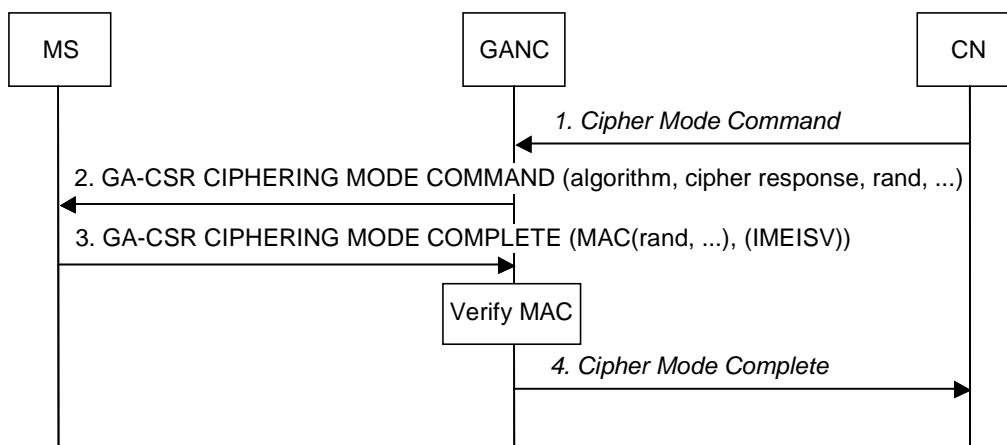 MS
GANC
CN
1. Cipher Mode Command
2. GA-CSR CIPHERING MODE COMMAND (algorithm, cipher response, rand, ...)
3. GA-CSR CIPHERING MODE COMPLETE (MAC(rand, ...), (IMEISV))
Verify MAC
4. Cipher Mode Complete